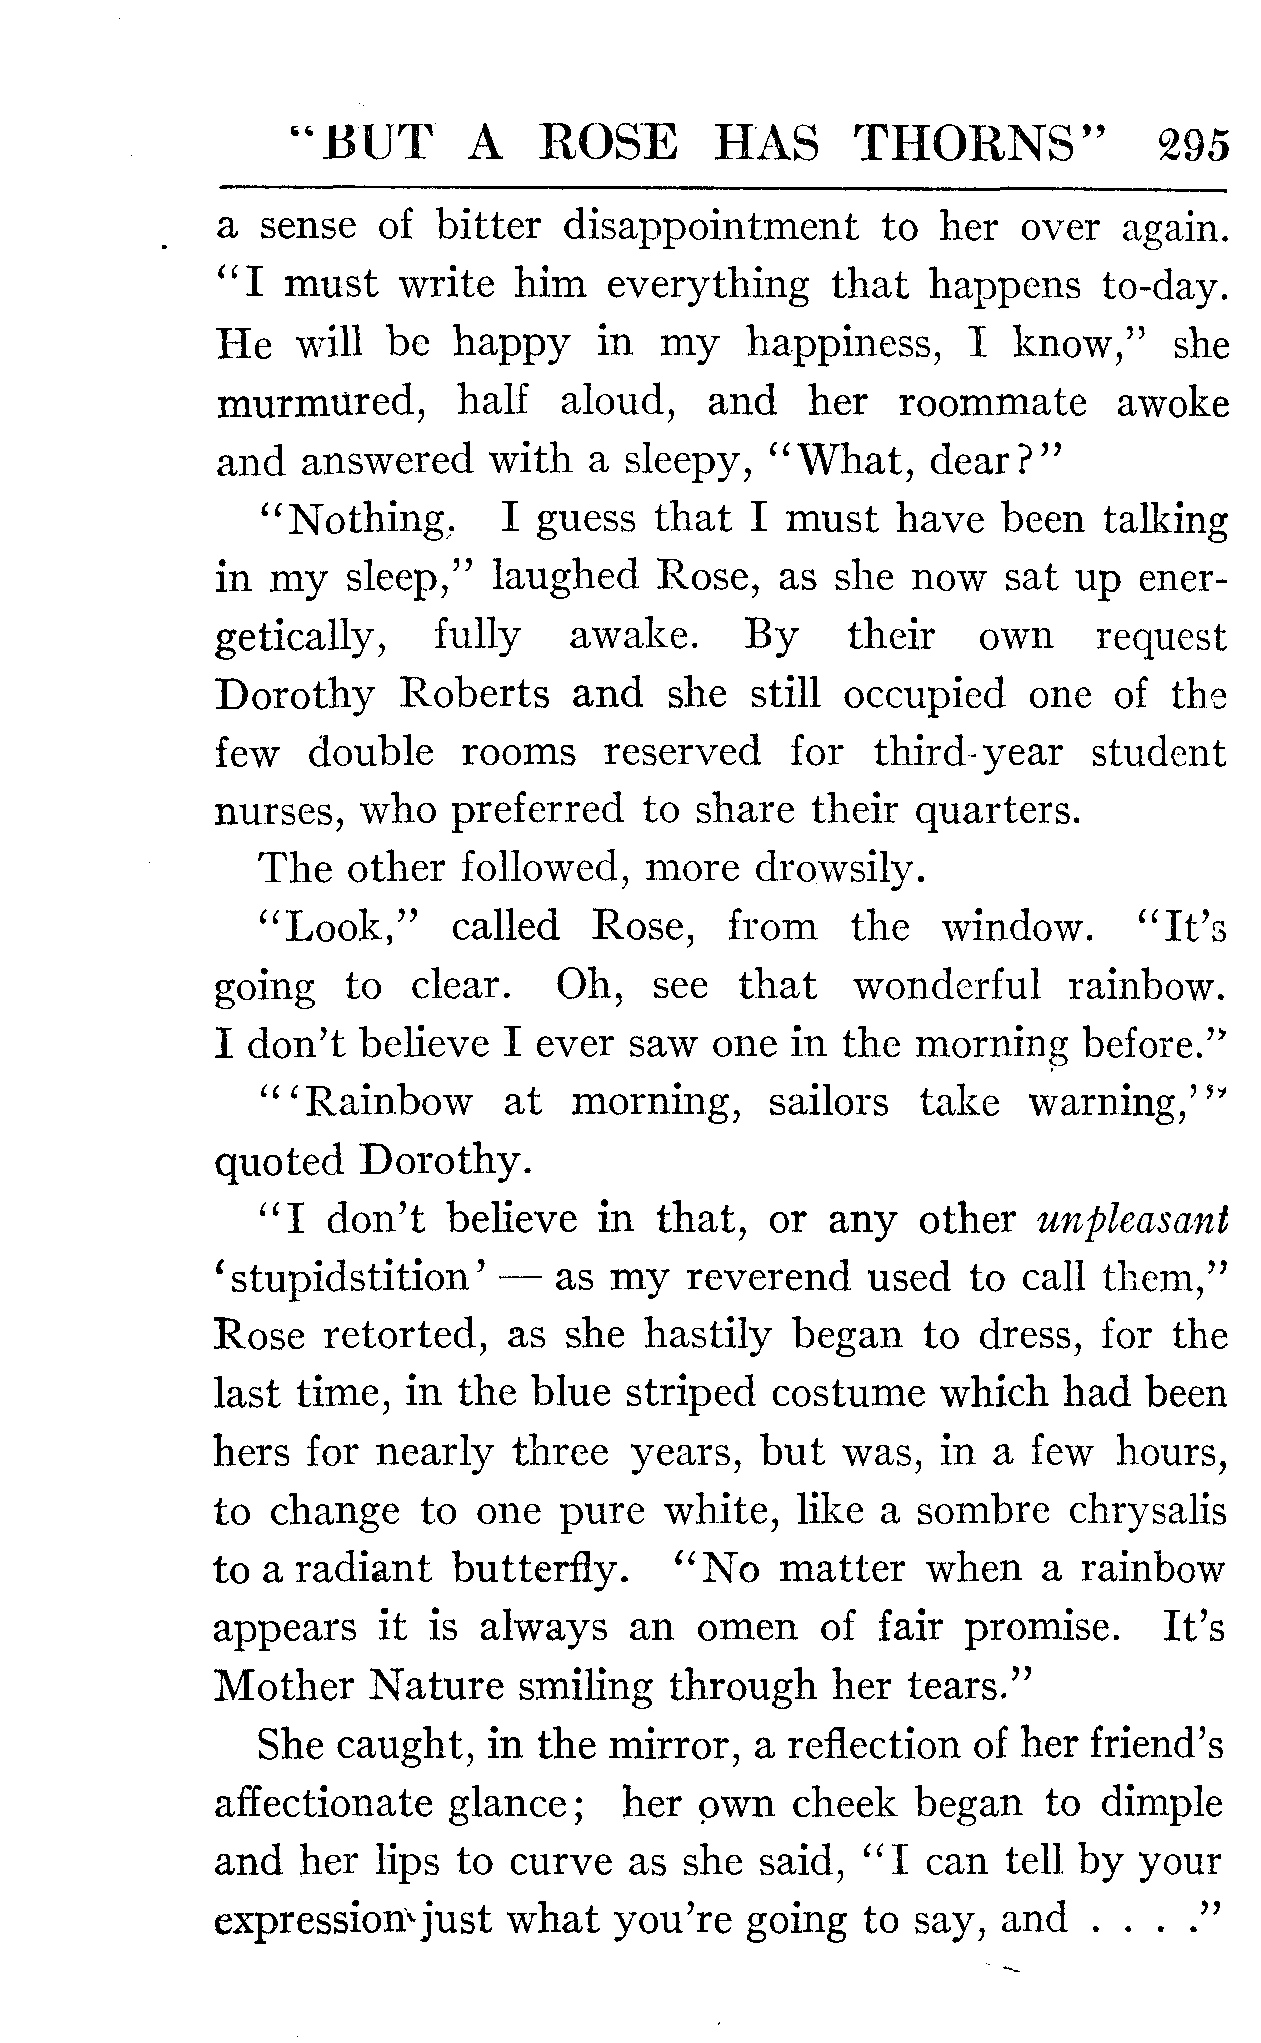 "BUT A ROSE HAS THORNS" 295
a sense of bitter disappointment to her over again.
"I must write him everything that happens to-day.
He will be happy in my happiness, I know," she
murmured, half aloud, and her roommate awoke
and answered with a sleepy, "What, dear?"
"Nothing. I guess that I must have been talking
in my sleep," laughed Rose, as she now sat up ener-
getically, fully awake. By their own request
Dorothy Roberts and she still occupied one of the
few double rooms reserved for third-year student
nurses, who preferred to share their quarters.
The other followed, more drowsily.
"Look," called Rose, from the window. "It's
going to clear. Oh, see that wonderful rainbow.
I don't believe I ever saw one in the morning before."
"'Rainbow at morning, sailors take warning,'"
quoted Dorothy.
"I don't believe in that, or any other unpleasant
'stupidstition' — as my reverend used to call them,"
Rose retorted, as she hastily began to dress, for the
last time, in the blue striped costume which had been
hers for nearly three years, but was, in a few hours,
to change to one pure white, like a sombre chrysalis
to a radiant butterfly. "No matter when a rainbow
appears it is always an omen of fair promise. It's
Mother Nature smiling through her tears."
She caught, in the mirror, a reflection of her friend's
affectionate glance; her own cheek began to dimple
and her lips to curve as she said, "I can tell by your
expression just what you're going to say, and . . . ."